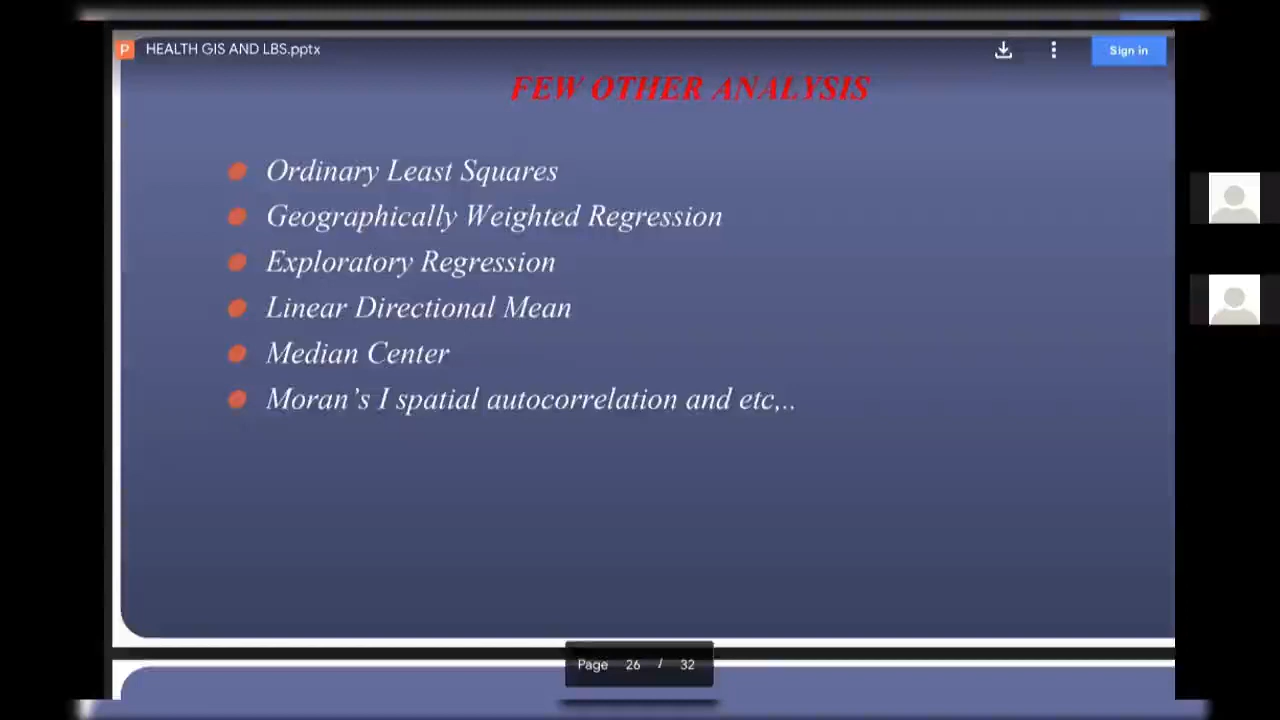 P HEALTH GIS AND LBS.pptx Sign in
FEW OTHER ANALYSIS
Ordinary Least Squares
Geographically Weighted Regression
Exploratory Regression
Linear Directional Mean
Median Center
Moran’s I spatial autocorrelation and etc,..
Page 26 / 32